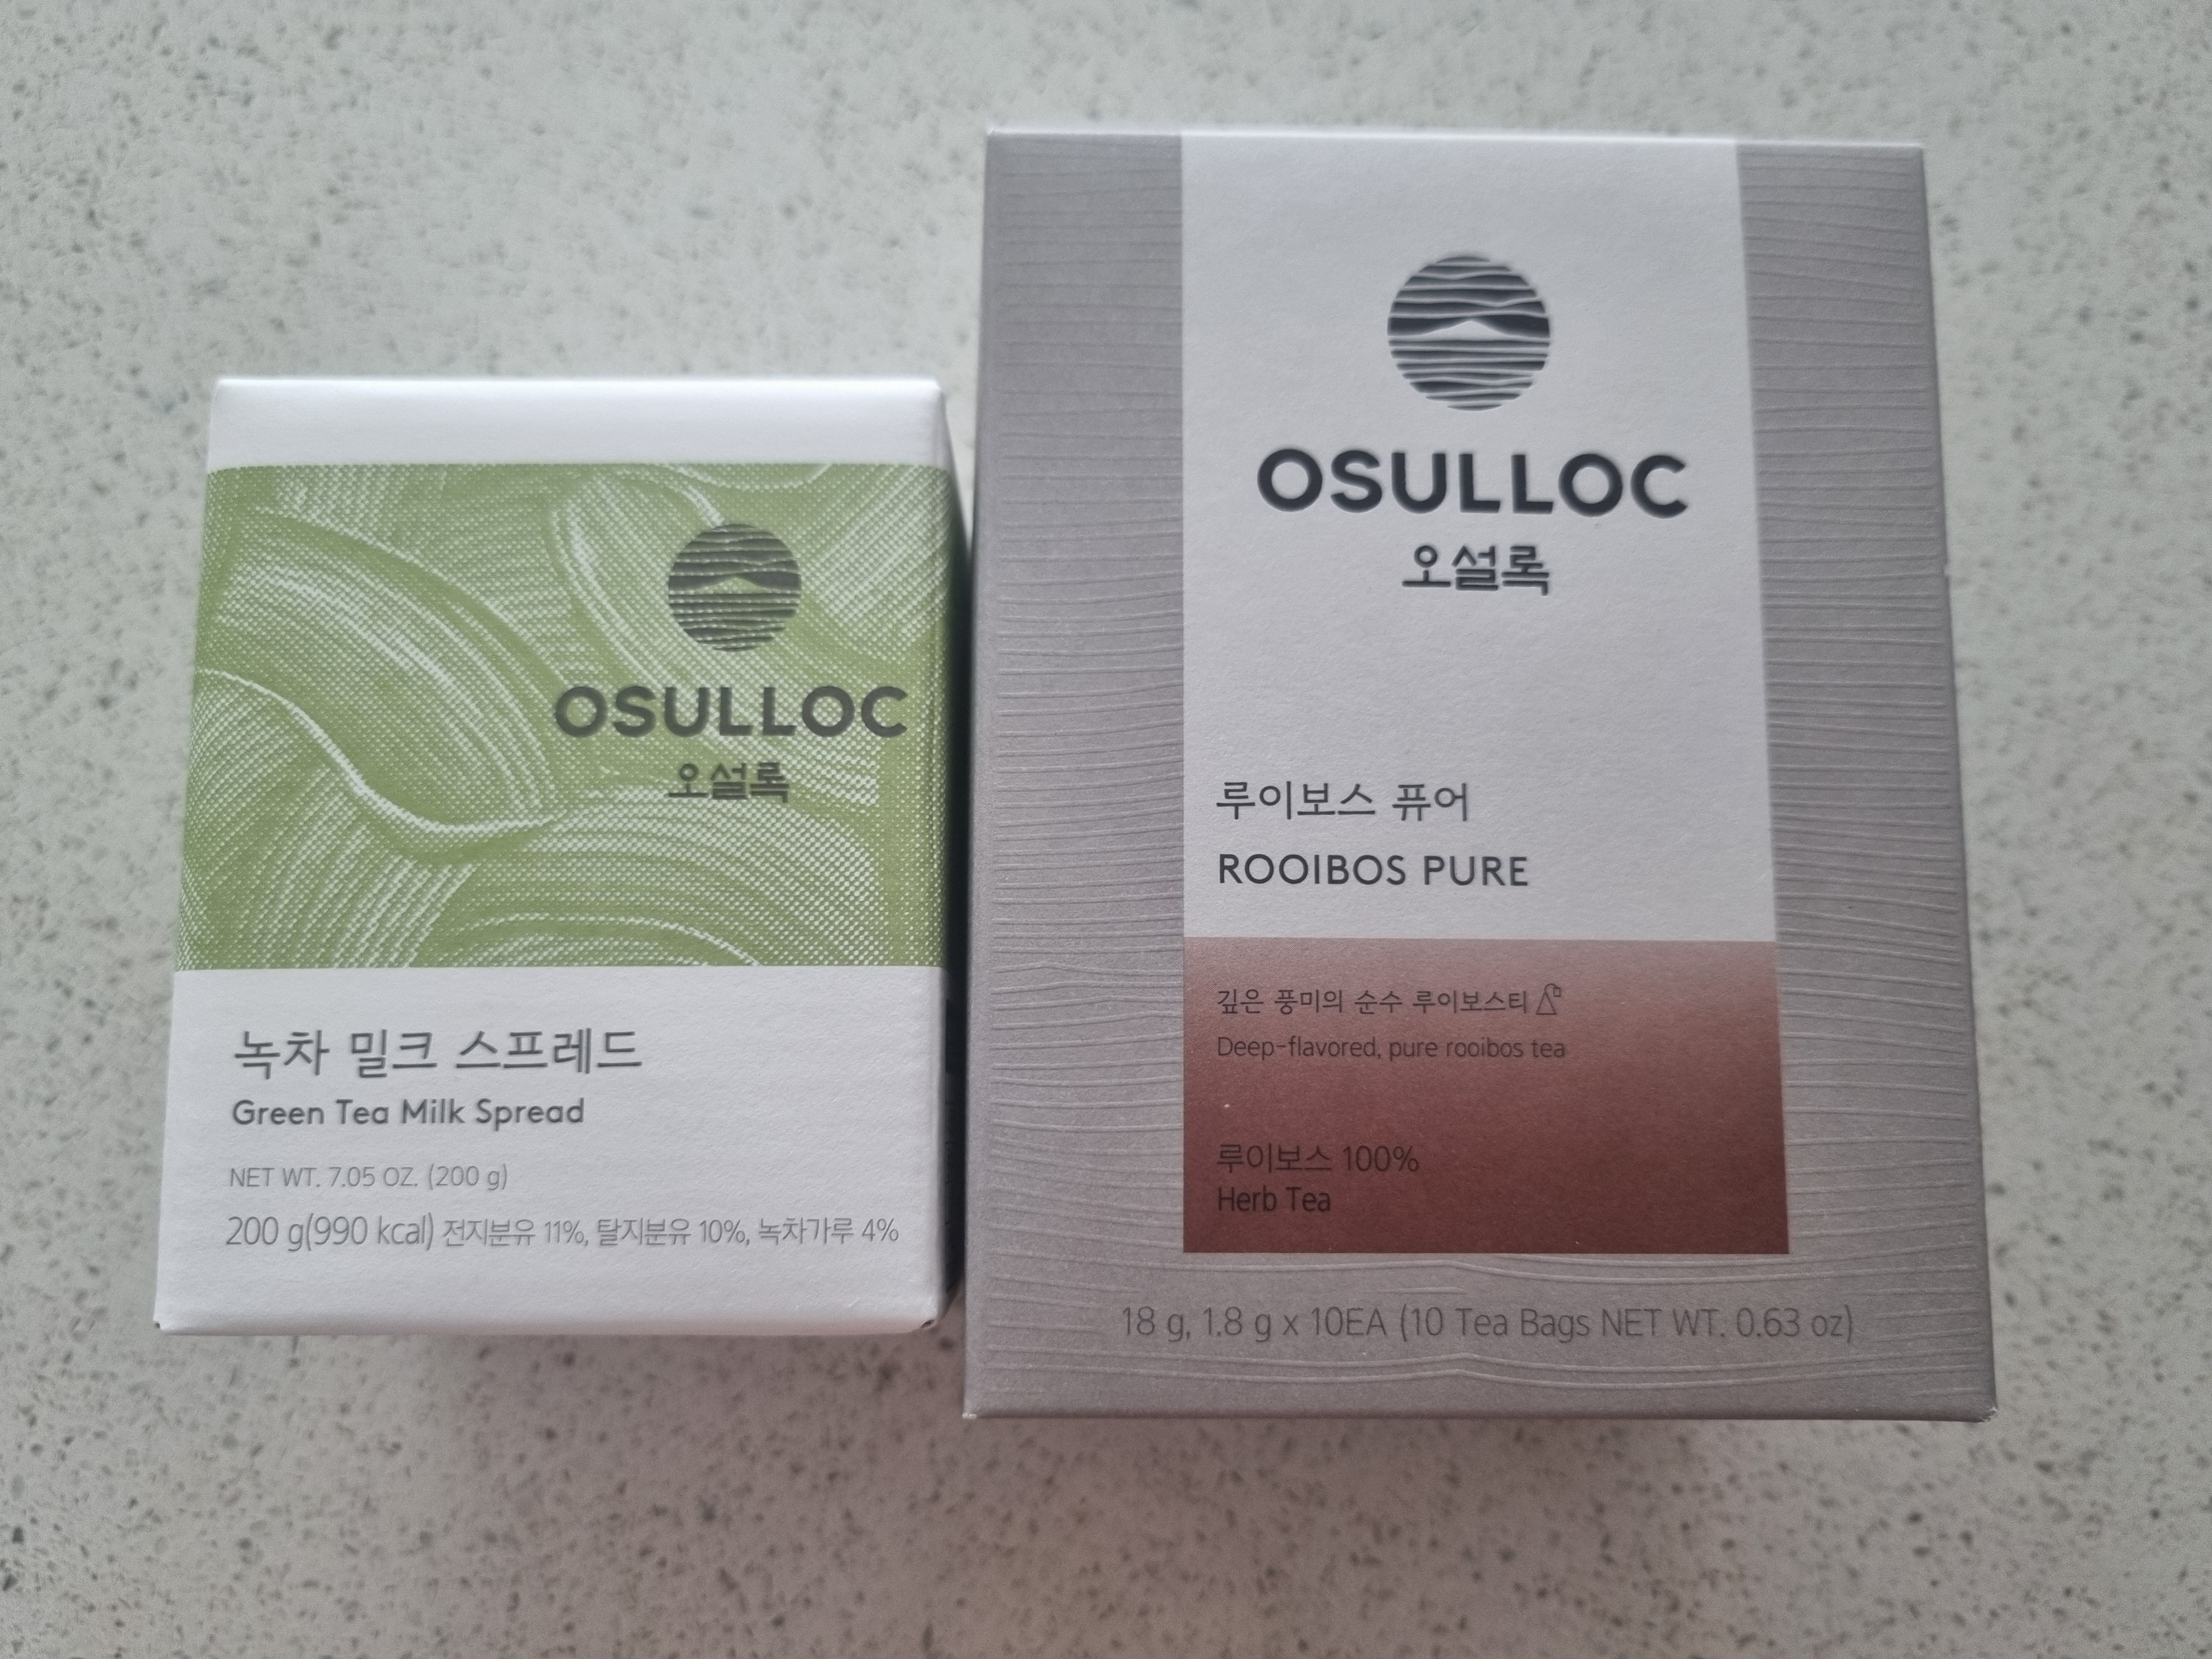 OSULLOC
오설록
녹차 밀크 스프레드
Green Tea Milk Spread
NET WT. 7.05 OZ. (200 g)
200 g(990 kcal) 전지분유 11%, 탈지분유 10%, 녹차가루 4%
OSULLOC
오설록
루이보스 퓨어
ROOIBOS PURE
깊은 풍미의 순수 루이보스티
Deep-flavored, pure rooibos tea
루이보스 100%
Herb Tea
18 g, 1.8 g x 10EA (10 Tea Bags NET WT. 0.63 oz)